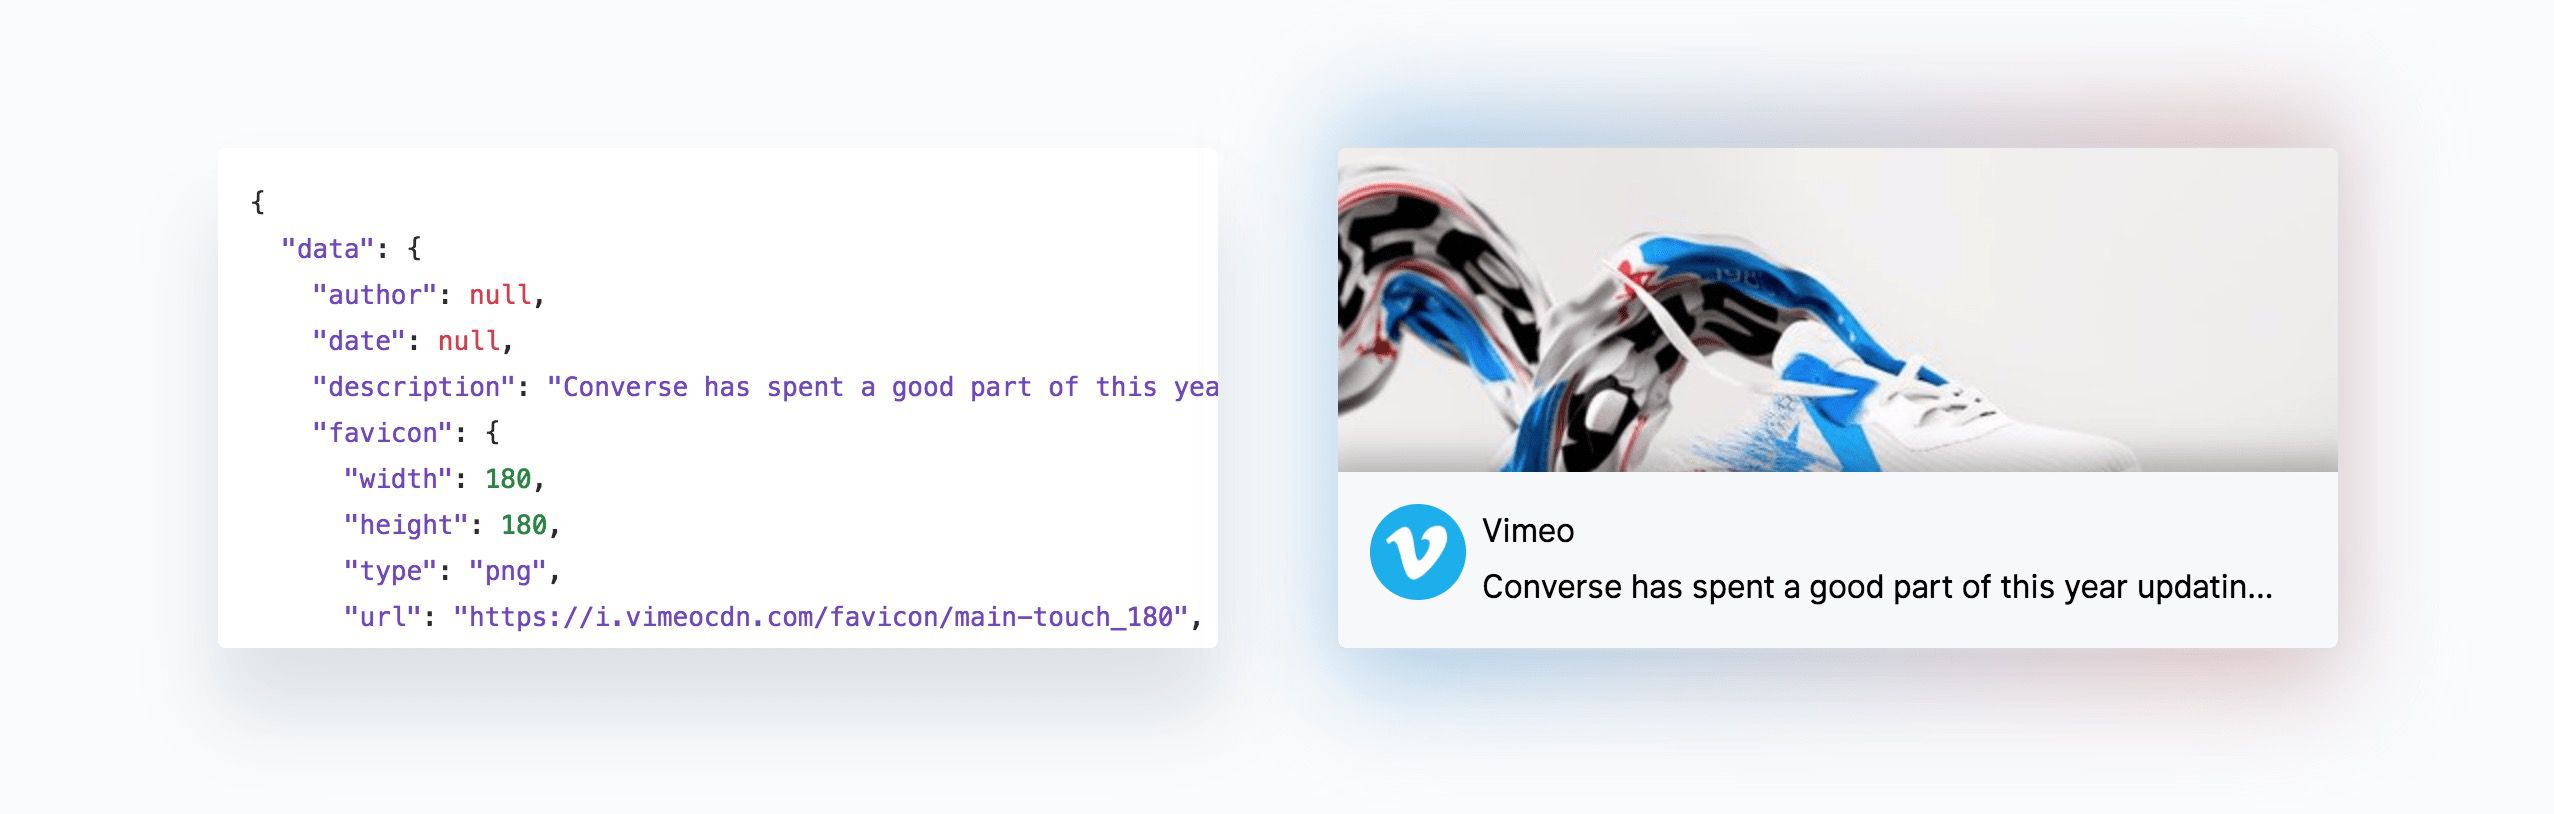 {
"data": {
"author": null,
"date": null,
"description": "Converse has spent a good part of this yea
"favicon": {
"width": 180,
"height": 180,
"type": "png",
"url": "https://i.vimeocdn.com/favicon/main-touch_180",
Vimeo
Converse has spent a good part of this year updatin...